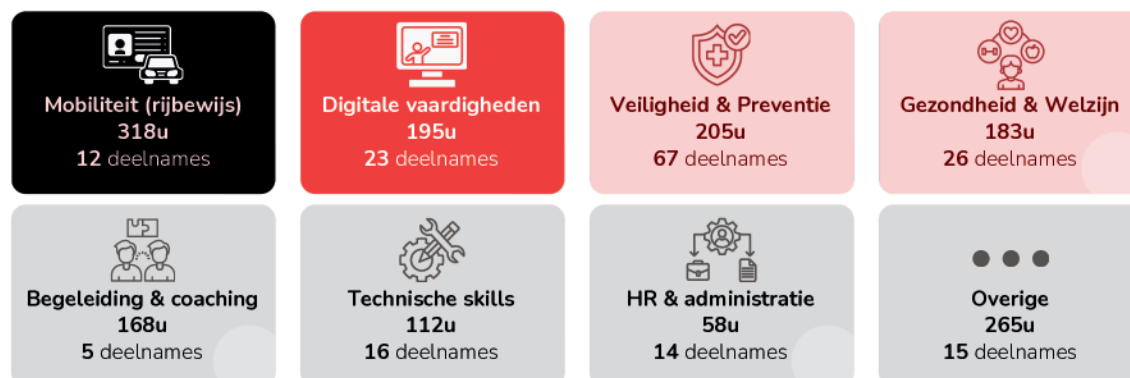 Mobiliteit (rijbewijs)
318u
12 deelnames
Digitale vaardigheden
195u
23 deelnames
Veiligheid & Preventie
205u
67 deelnames
Gezondheid & Welzijn
183u
26 deelnames
Begeleiding & coaching
168u
5 deelnames
Technische skills
112u
16 deelnames
HR & administratie
58u
14 deelnames
Overige
265u
15 deelnames